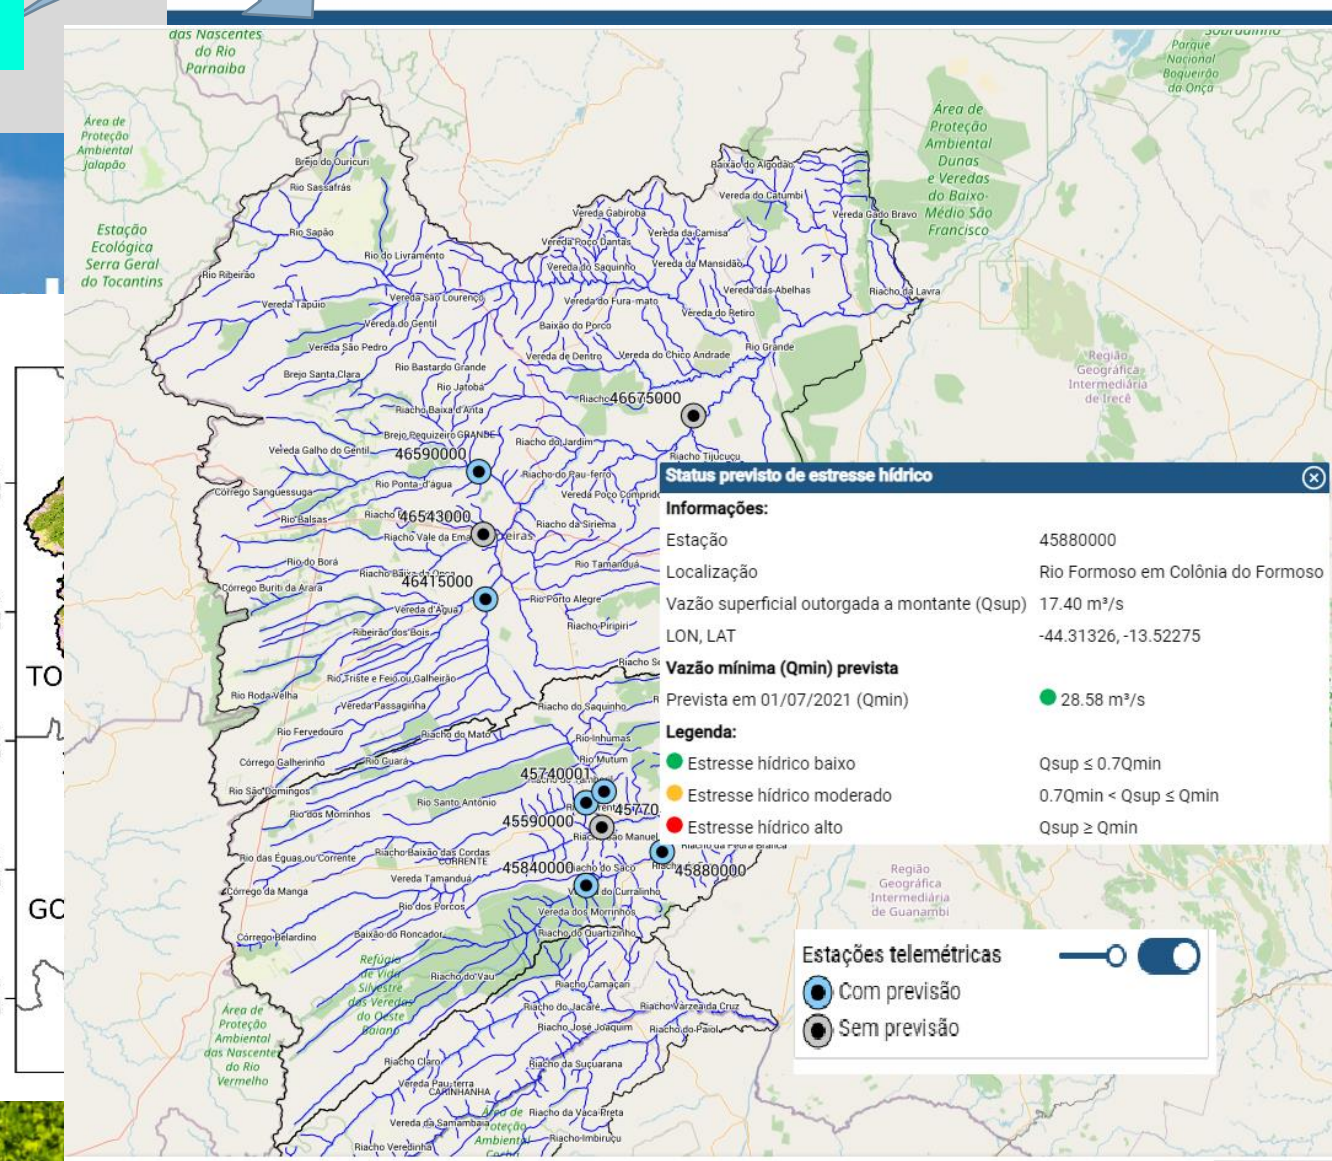 das Nascentes
do Rio
Parnaiba
Sobradinho
Parque
Nacional
Boqueirão
da Onça
Área de
Proteção
Ambiental
Jalapão
Área de
Proteção
Ambiental
Dunas
e Veredas
do Baixo-
Médio São
Francisco
Estação
Ecológica
Serra Geral
do Tocantins
Brejo do Ouricuri
Rio Sassafrás
Rio Sapão
Rio do Livramento
Rio Ribeirão
Baixão do Algodão
Vereda do Catumbi
Vereda Gabiroba
Vereda Gado Bravo
Vereda da Camisa
Vereda Poço Dantas
Vereda do Saquinho
Vereda da Mansidão
Vereda das Abelhas
Riacho da Lavra
Vereda Tapuio
Vereda São Lourenço
Vereda do Fura-mato
Vereda do Retiro
Vereda do Gentil
Baixão do Porco
Vereda São Pedro
Vereda de Dentro
Vereda do Chico Andrade
Rio Grande
Brejo Santa Clara
Rio Bastardo Grande
Rio Jatobá
Região
Geográfica
Intermediária
de Irecê
Riacho
46675000
Riacho Baixa d'Anta
Brejo Pequizeiro GRANDE
Riacho do Jardim
Vereda Galho do Gentil
46590000
Riacho Tijucuçu
Rio Ponta-d'água
Riacho do Pau-ferro
Córrego Sanguessuga
Vereda Poço Comprido
Rio Balsas
Riacho
46543000
Riacho da Siriema
Riacho Vale da Ema
eiras
Rio do Borá
Rio Tamanduá
46415000
Córrego Buriti da Arara
Vereda d'Água
Rio Porto Alegre
Ribeirão dos Bois
Riacho Piripiri
Rio Triste e Feio ou Galheirão
Rio Roda Velha
Vereda Passaginha
Riacho do Saquinho
Rio Fervedouro
Riacho do Mato
Rio Inhumas
Córrego Galherinho
Rio Guará
Rio Mutum
45740001
Rio São Domingos
Rio dos Morrinhos
Rio Santo Antônio
45770
45590000
Rio das Éguas ou Corrente
Riacho Baixão das Cordas
CORRENTE
45840000
Riacho do Saco
45880000
Riacho da Pedra Branca
Córrego da Manga
Vereda Tamanduá
do Curralinho
Rio dos Porcos
Vereda dos Morrinhos
Córrego Belardino
Baixão do Roncador
Riacho do Quartizinho
Refúgio
de Vida
Silvestre
das Veredas
do Oeste
Baiano
Riacho do Vau
Riacho Camaçari
Riacho do Jacaré
Riacho Varzea da Cruz
Riacho José Joaquim
Riacho do Paiol
Área de
Proteção
Ambiental
das Nascentes
do Rio
Vermelho
Riacho Claro
Riacho da Suçuarana
Vereda Pau-terra
CARINHANHA
Riacho da Vaca Preta
Vereda da Samambaia
Área de
Proteção
Ambiental
Riacho Imbiruçu
Riacho Veredinha
Região
Geográfica
Intermediária
de Guanambi
TO
GO
Status previsto de estresse hídrico
Informações:
Estação 45880000
Localização Rio Formoso em Colônia do Formoso
Vazão superficial outorgada a montante (Qsup) 17.40 m³/s
LON, LAT -44.31326, -13.52275
Vazão mínima (Qmin) prevista
Prevista em 01/07/2021 (Qmin) 28.58 m³/s
Legenda:
Estresse hídrico baixo Qsup ≤ 0.7Qmin
Estresse hídrico moderado 0.7Qmin < Qsup ≤ Qmin
Estresse hídrico alto Qsup ≥ Qmin
Estações telemétricas
Com previsão
Sem previsão